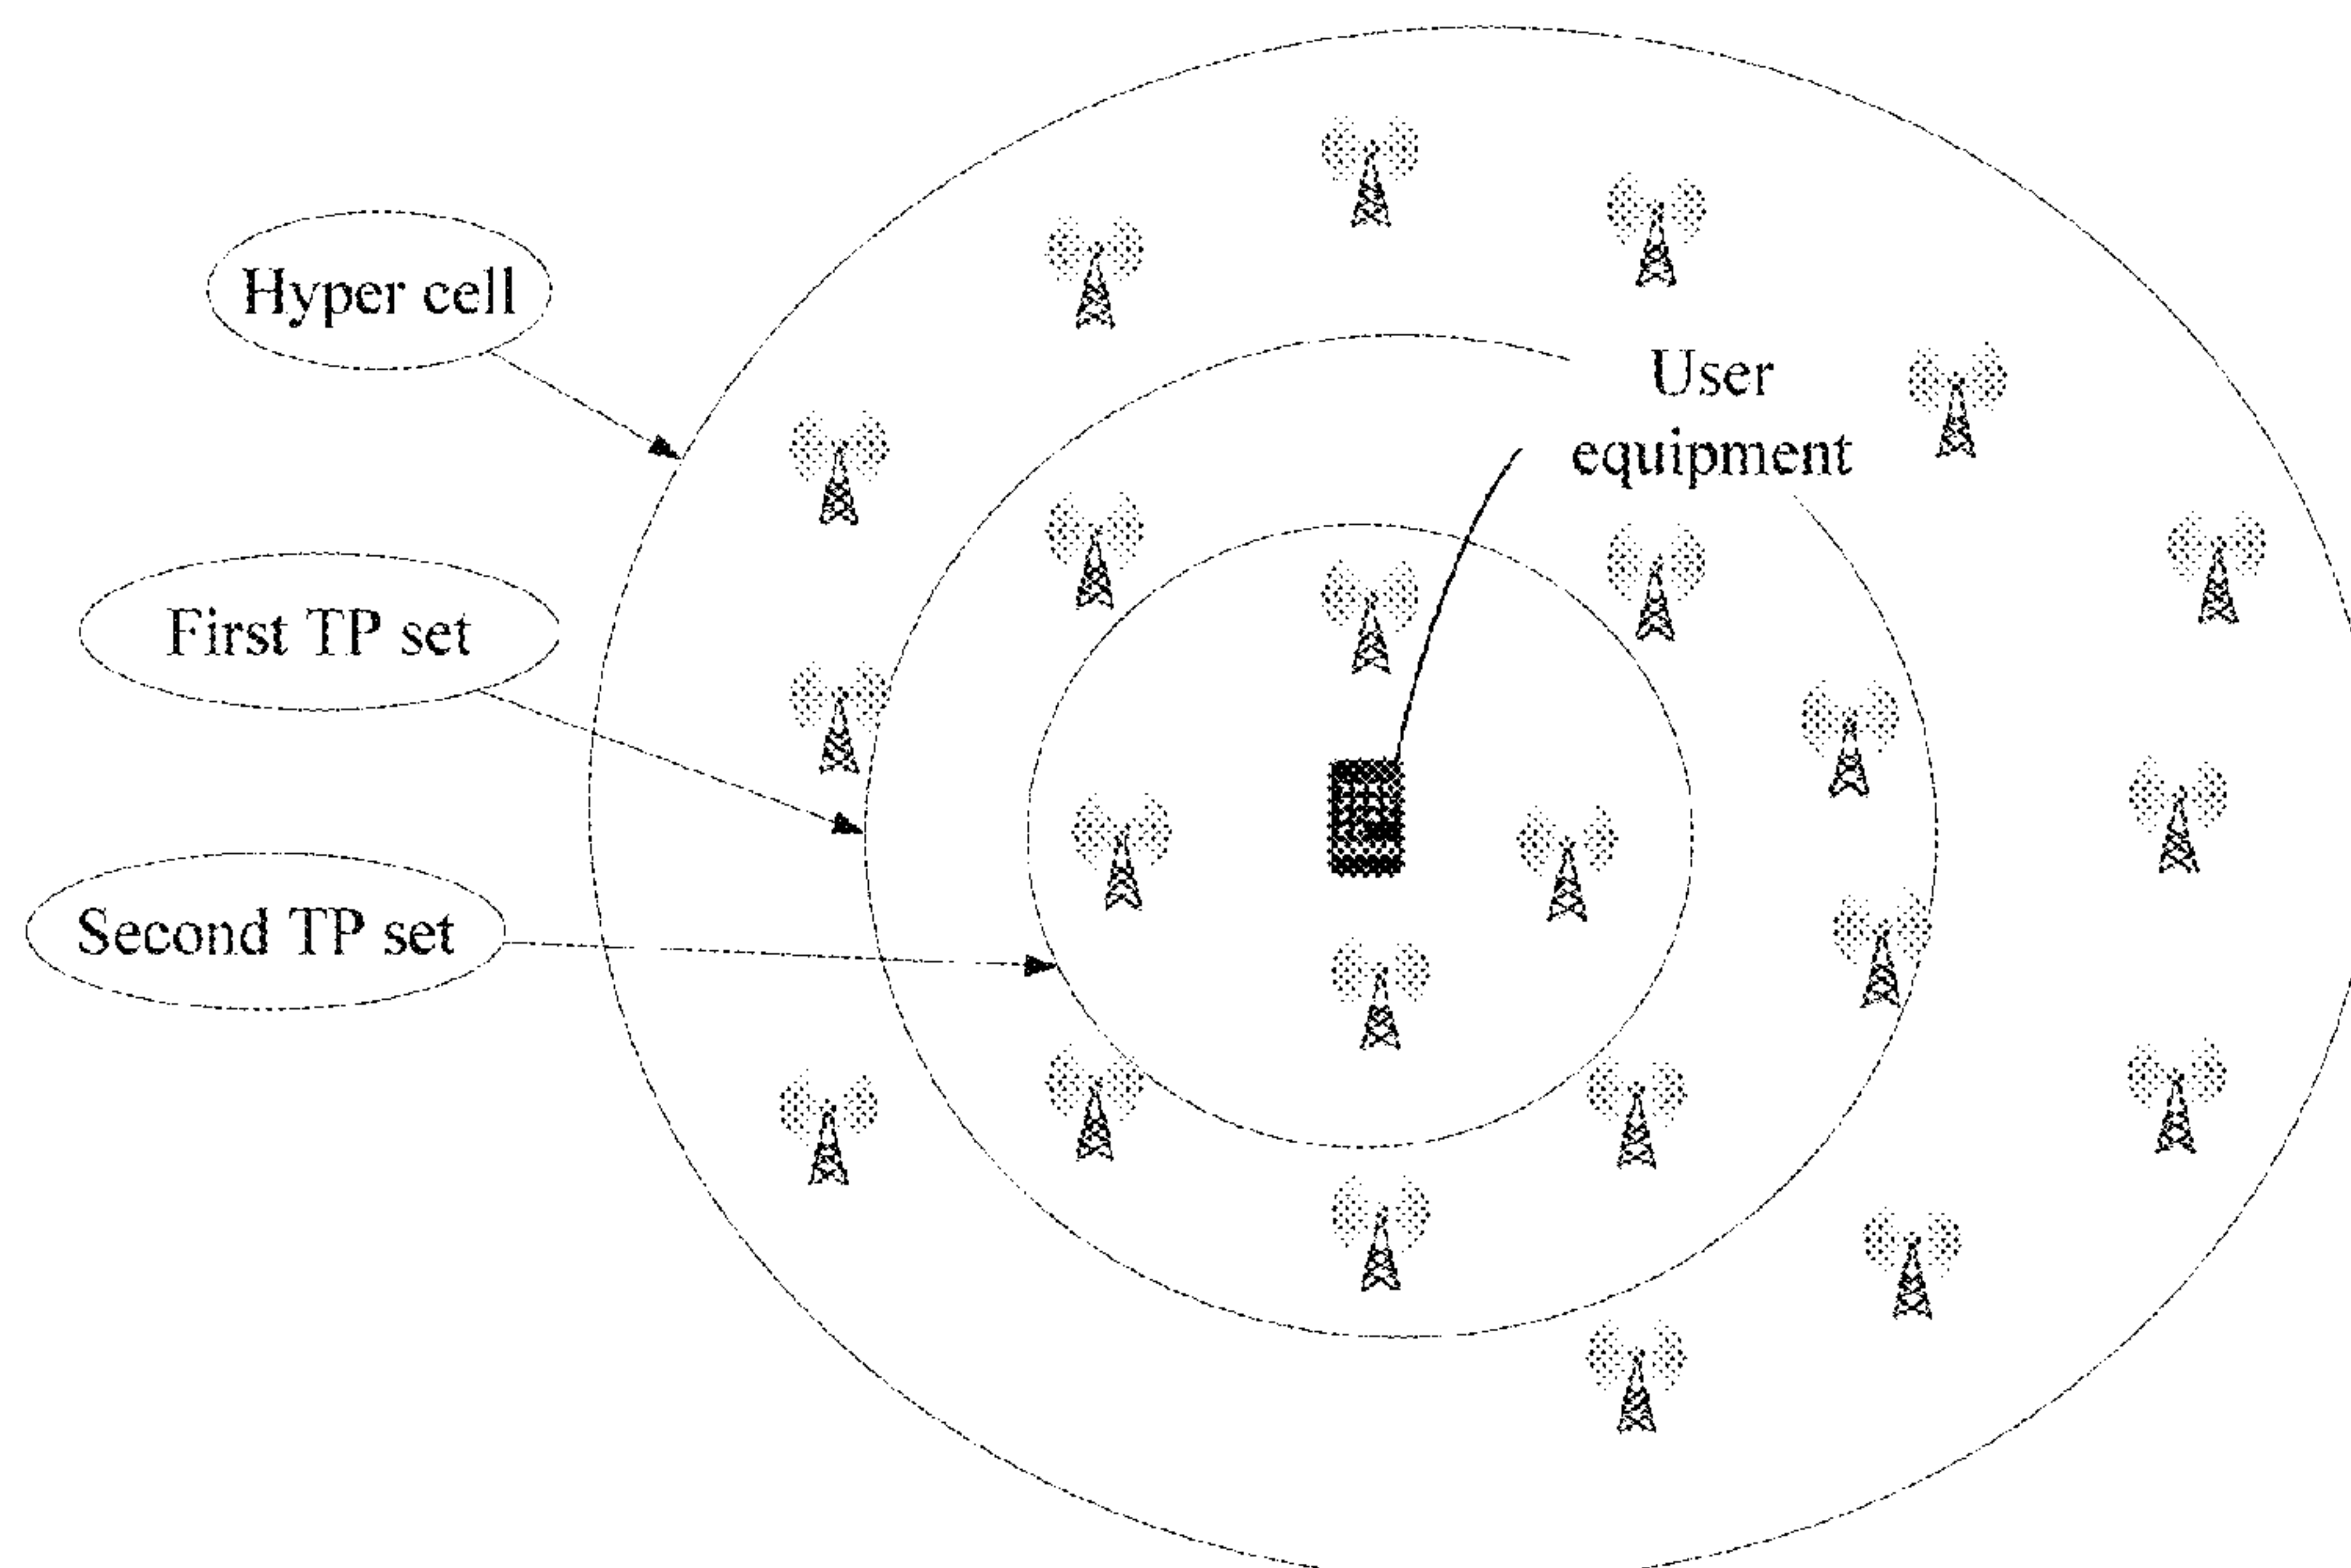 Hyper cell
User
equipment
First TP set
Second TP set